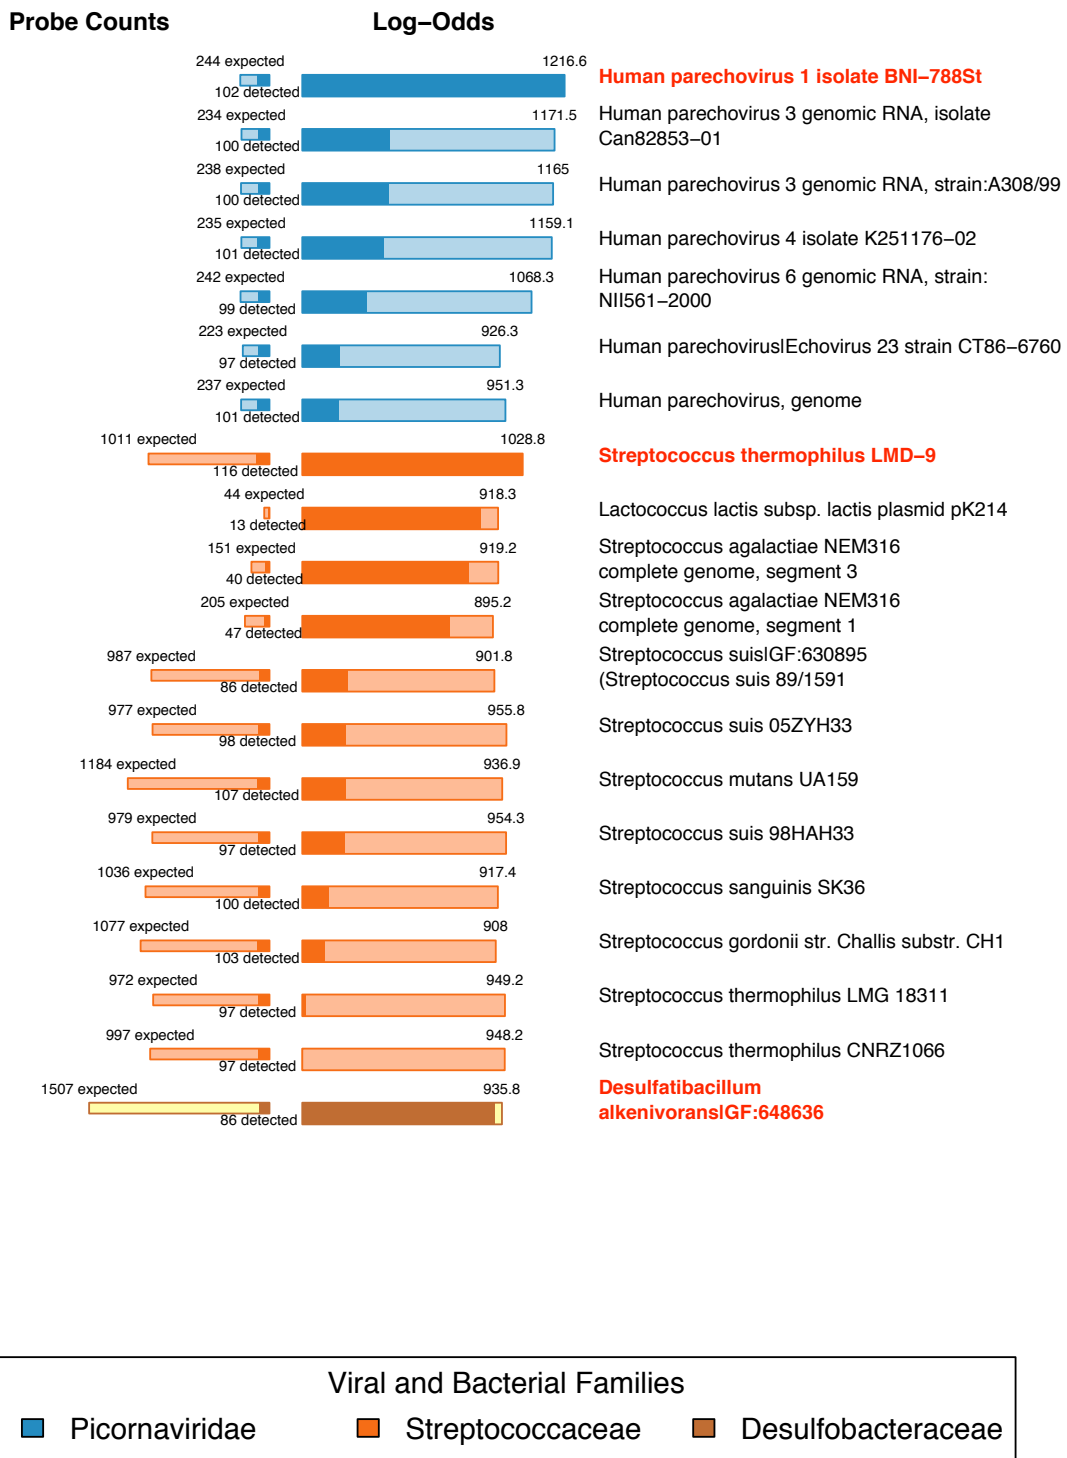 Probe Counts Log−Odds
244 expected 1216.6
102 detected Human parechovirus 1 isolate BNI−788St
234 expected 1171.5 Human parechovirus 3 genomic RNA, isolate
100 detected Can82853−01
238 expected 1165
100 detected Human parechovirus 3 genomic RNA, strain:A308/99
235 expected 1159.1
101 detected Human parechovirus 4 isolate K251176−02
242 expected 1068.3 Human parechovirus 6 genomic RNA, strain:
99 detected NII561−2000
223 expected 926.3
97 detected Human parechovirus|Echovirus 23 strain CT86−6760
237 expected 951.3
101 detected Human parechovirus, genome
1011 expected 1028.8
116 detected Streptococcus thermophilus LMD−9
44 expected 918.3
13 detected Lactococcus lactis subsp. lactis plasmid pK214
151 expected 919.2 Streptococcus agalactiae NEM316
40 detected complete genome, segment 3
205 expected 895.2 Streptococcus agalactiae NEM316
47 detected complete genome, segment 1
987 expected 901.8 Streptococcus suis|GF:630895
86 detected (Streptococcus suis 89/1591
977 expected 955.8
98 detected Streptococcus suis 05ZYH33
1184 expected 936.9
107 detected Streptococcus mutans UA159
979 expected 954.3
97 detected Streptococcus suis 98HAH33
1036 expected 917.4
100 detected Streptococcus sanguinis SK36
1077 expected 908
103 detected Streptococcus gordonii str. Challis substr. CH1
972 expected 949.2
97 detected Streptococcus thermophilus LMG 18311
997 expected 948.2
97 detected Streptococcus thermophilus CNRZ1066
1507 expected 935.8 Desulfatibacillum
86 detected alkenivorans|GF:648636
Viral and Bacterial Families
Picornaviridae Streptococcaceae Desulfobacteraceae